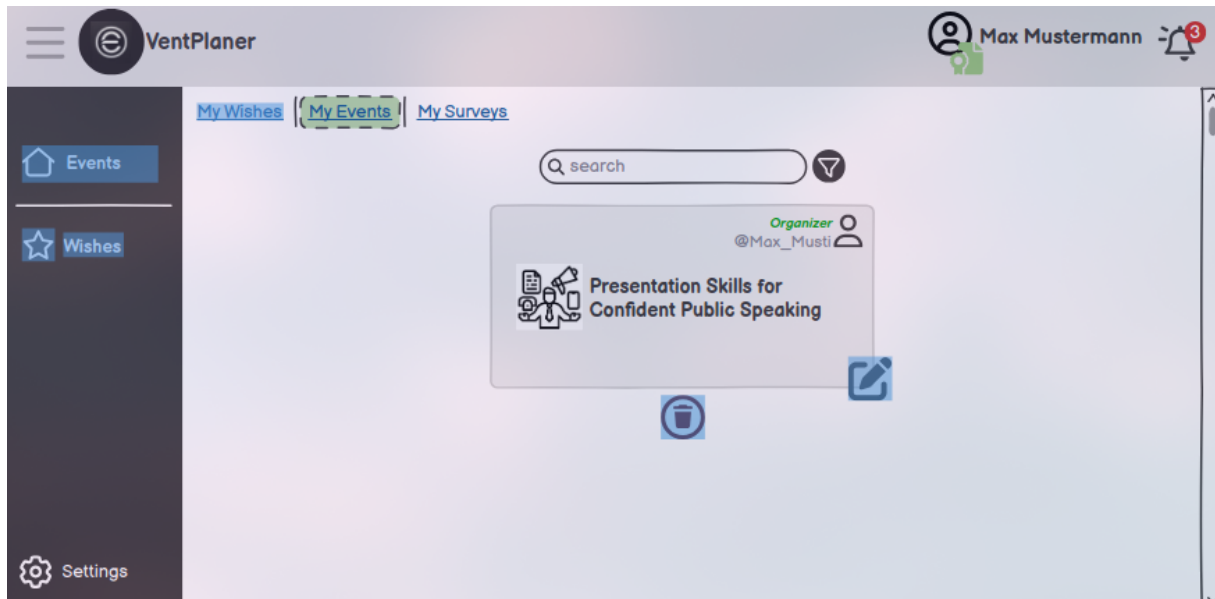 VentPlaner
Max Mustermann
3
My Wishes
My Events
My Surveys
Events
search
Organizer
@Max_Musti
Wishes
Presentation Skills for
Confident Public Speaking
Settings